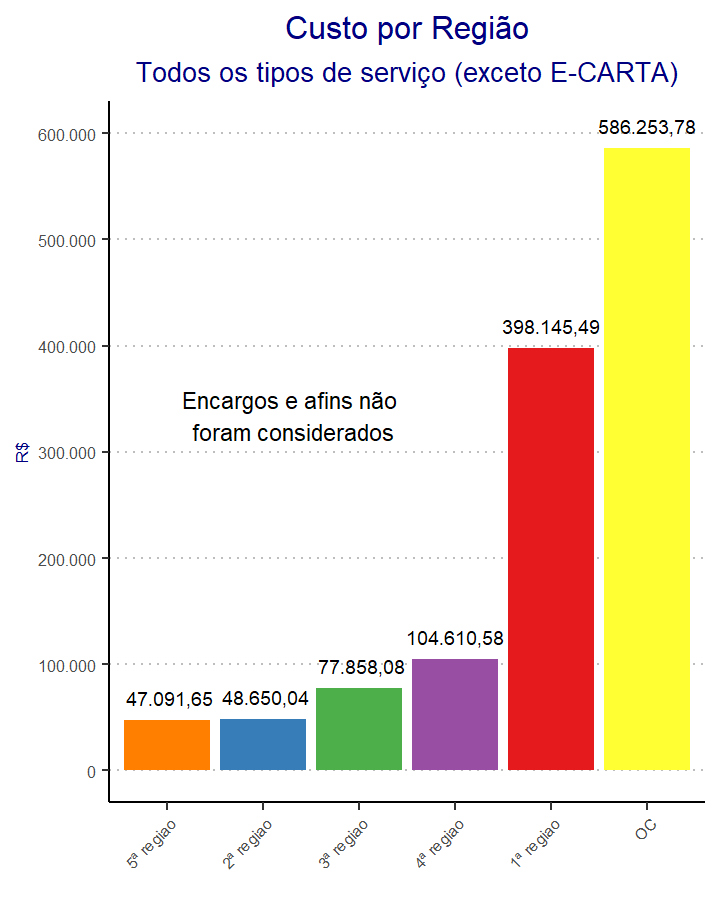 Custo por Região
Todos os tipos de serviço (exceto E-CARTA)
R$
600.000
500.000
400.000
300.000
200.000
100.000
0
586.253,78
398.145,49
104.610,58
77.858,08
48.650,04
47.091,65
Encargos e afins não
foram considerados
5ª regiao
2ª regiao
3ª regiao
4ª regiao
1ª regiao
OC